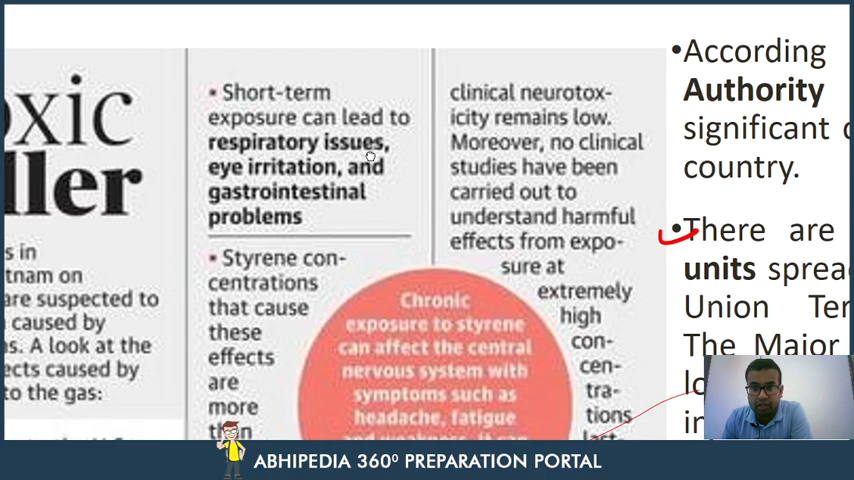 oxic
ller
s in
tnam on
are suspected to
caused by
s. A look at the
ects caused by
to the gas:
• Short-term
exposure can lead to
respiratory issues,
eye irritation, and
gastrointestinal
problems
• Styrene con-
centrations
that cause
these
effects
are
more
than
clinical neurotox-
icity remains low.
Moreover, no clinical
studies have been
carried out to
understand harmful
effects from expo-
sure at
extremely
high
con-
cen-
tra-
tions
Chronic
exposure to styrene
can affect the central
nervous system with
symptoms such as
headache, fatigue
•According
Authority
significant
country.
•There are
units sprea
Union Ter
The Major
ABHIPEDIA 360⁰ PREPARATION PORTAL